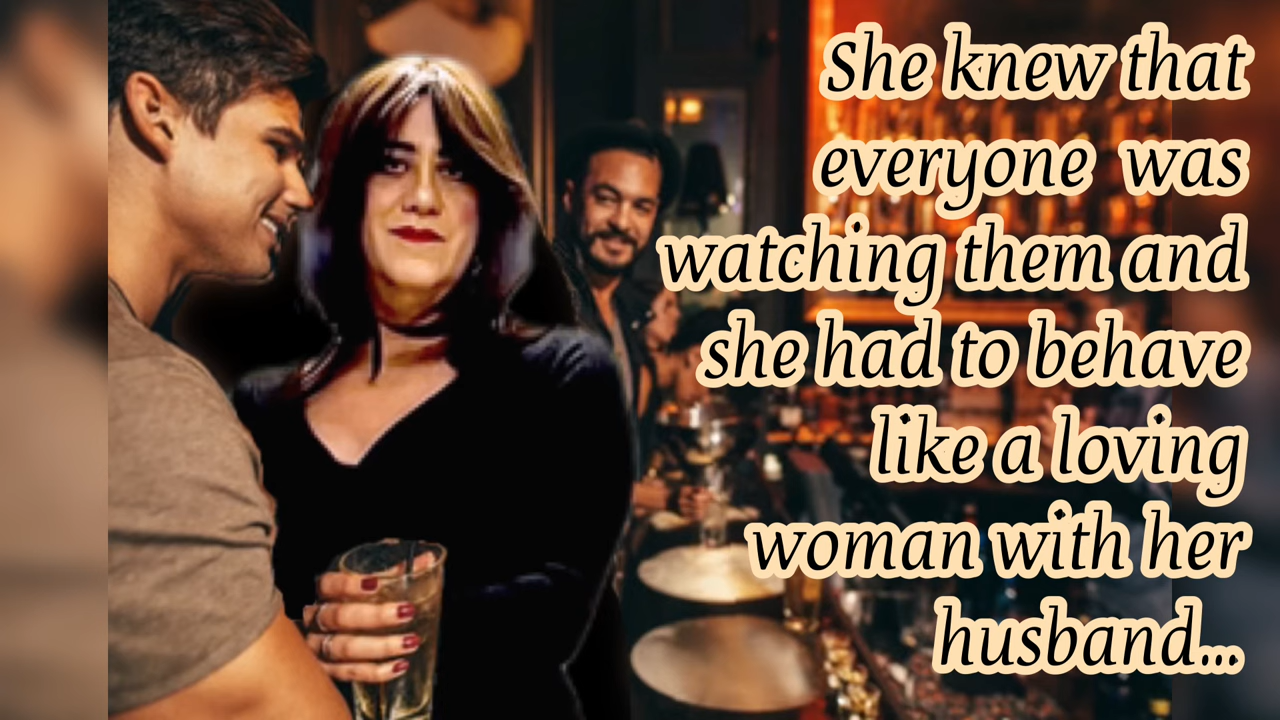 She knew that
everyone was
watching them and
she had to behave
like a loving
woman with her
husband...